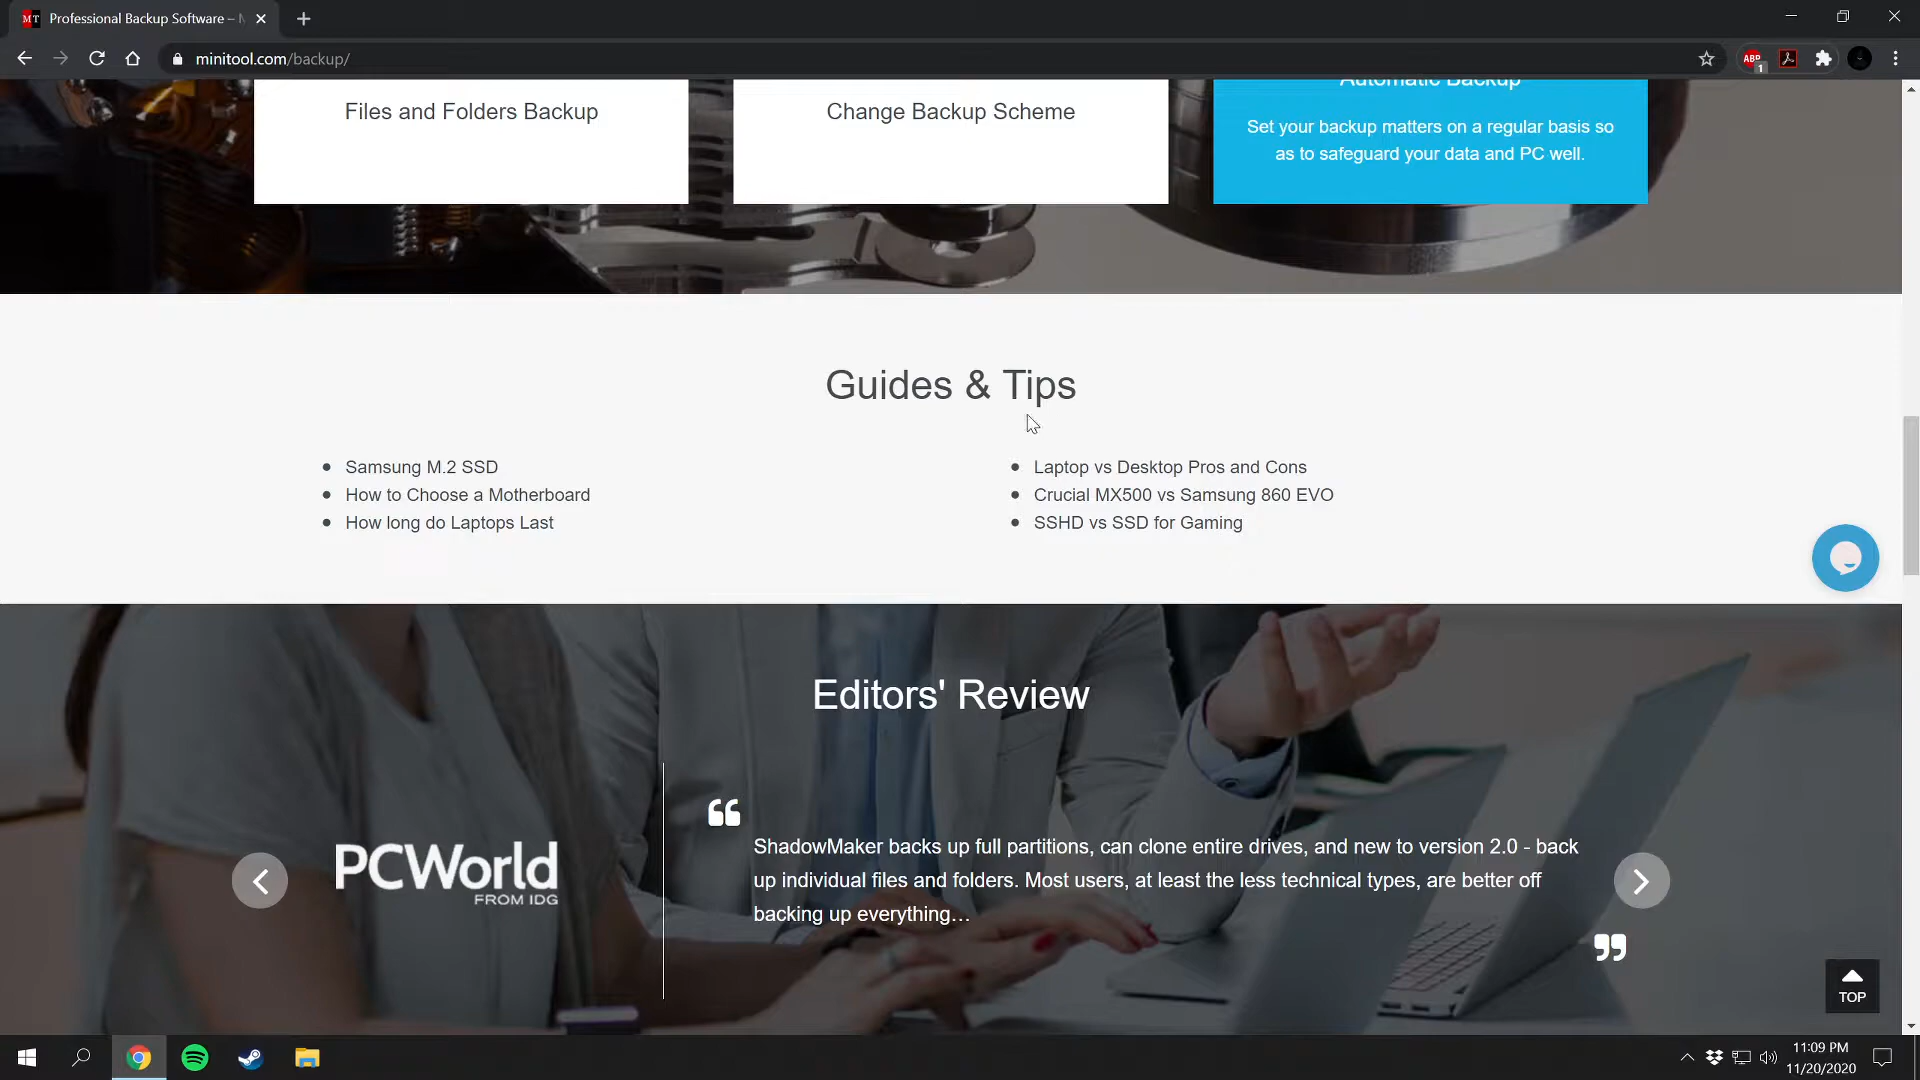 MT Professional Backup Software –
minitool.com/backup/
ABP
1
Automatic Backup
Files and Folders Backup
Change Backup Scheme
Set your backup matters on a regular basis so
as to safeguard your data and PC well.
Guides & Tips
Samsung M.2 SSD
How to Choose a Motherboard
How long do Laptops Last
Laptop vs Desktop Pros and Cons
Crucial MX500 vs Samsung 860 EVO
SSHD vs SSD for Gaming
Editors' Review
PCWorld
FROM IDG
“
ShadowMaker backs up full partitions, can clone entire drives, and new to version 2.0 - back
up individual files and folders. Most users, at least the less technical types, are better off
backing up everything…
”
TOP
11:09 PM
11/20/2020